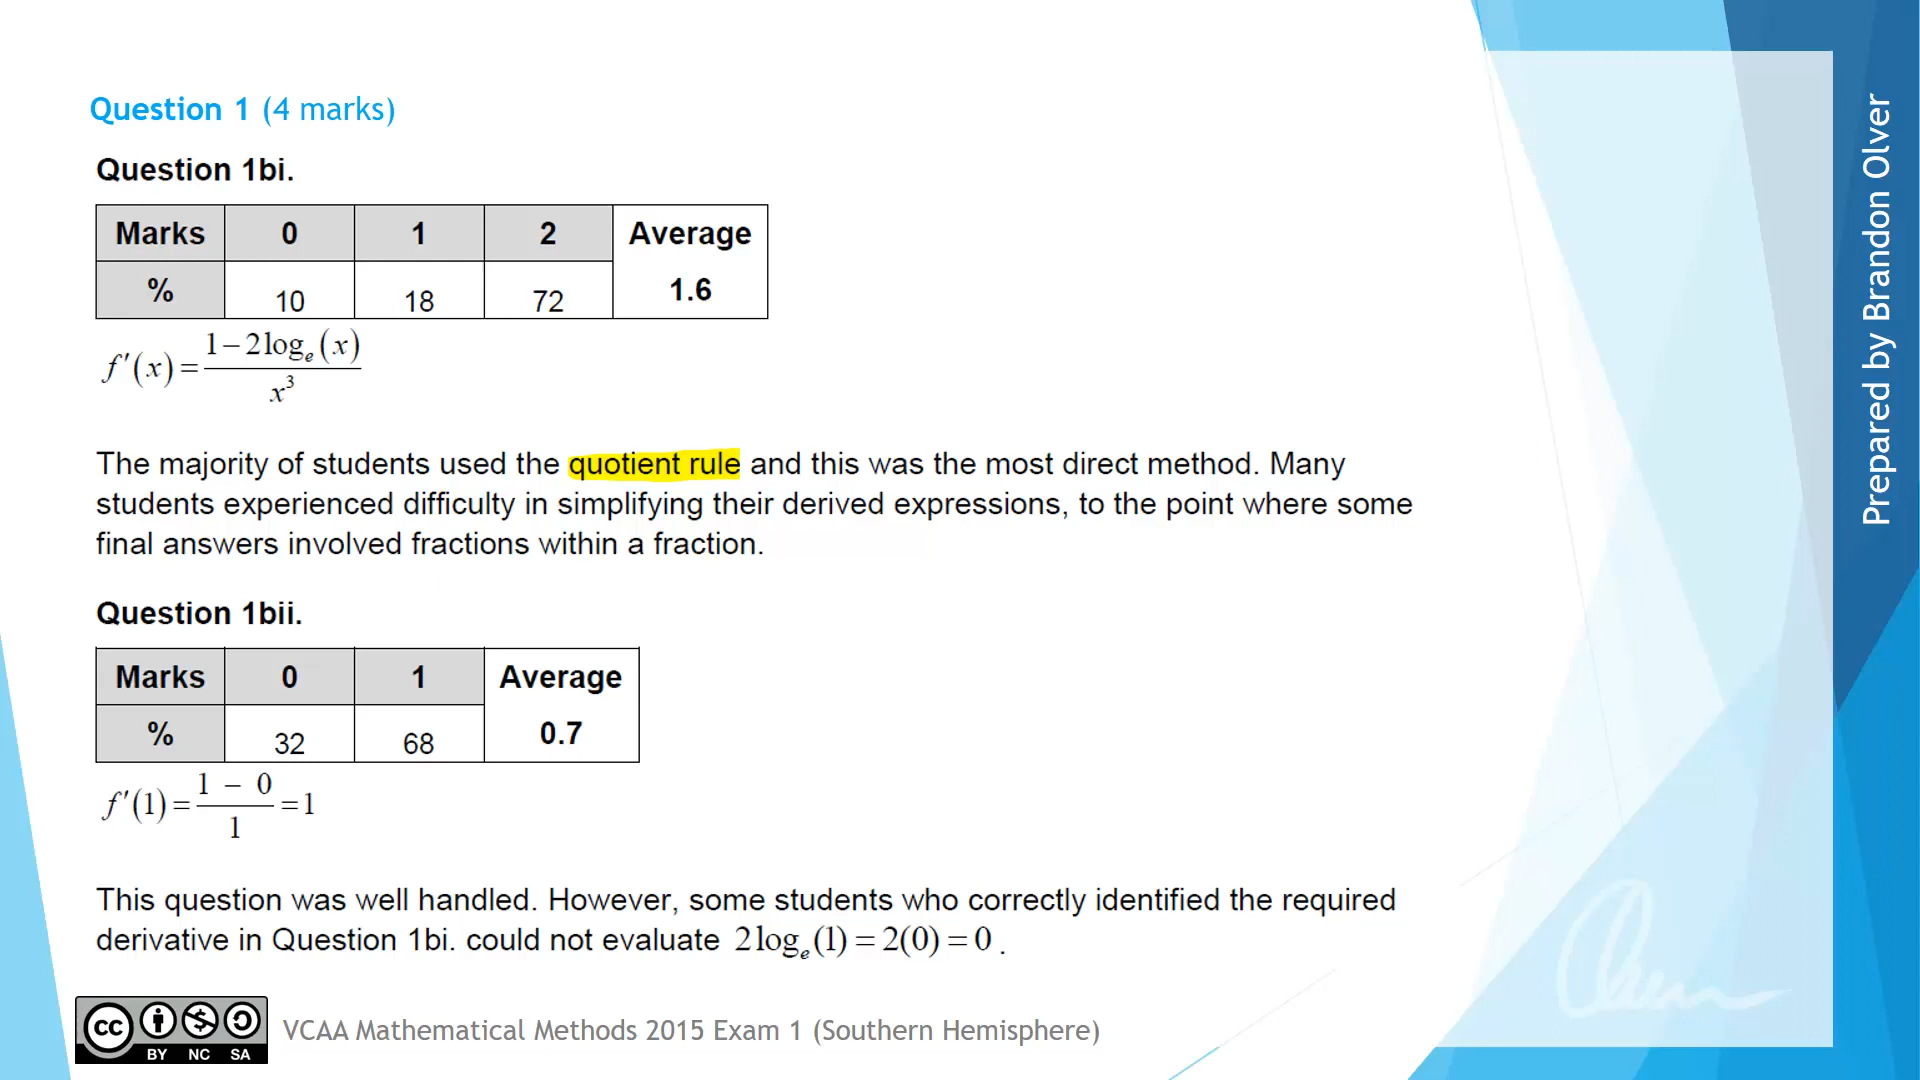 Question 1 (4 marks)
Question 1bi.
Marks 0 1 2 Average
% 10 18 72 1.6
f′(x) = (1 − 2logₑ(x)) / x³
The majority of students used the quotient rule and this was the most direct method. Many
students experienced difficulty in simplifying their derived expressions, to the point where some
final answers involved fractions within a fraction.
Question 1bii.
Marks 0 1 Average
% 32 68 0.7
f′(1) = (1 − 0) / 1 = 1
This question was well handled. However, some students who correctly identified the required
derivative in Question 1bi. could not evaluate 2logₑ(1) = 2(0) = 0 .
cc BY NC SA
VCAA Mathematical Methods 2015 Exam 1 (Southern Hemisphere)
Prepared by Brandon Olver